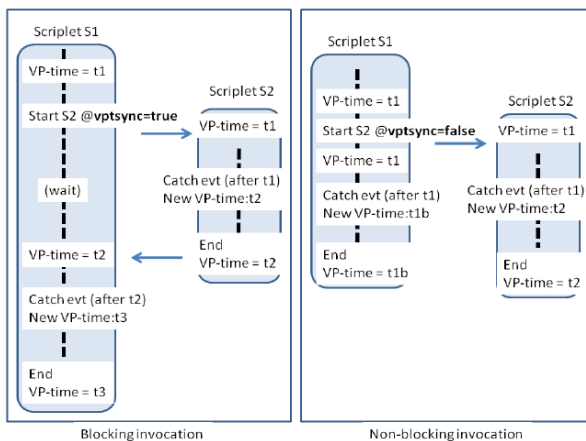 Scriplet S1
VP-time = t1
Start S2 @vptsync=true
(wait)
VP-time = t2
Catch evt (after t2)
New VP-time:t3
End
VP-time = t3
Scriplet S2
VP-time = t1
Catch evt (after t1)
New VP-time:t2
End
VP-time = t2
Blocking invocation
Scriplet S1
VP-time = t1
Start S2 @vptsync=false
VP-time = t1
Catch evt (after t1)
New VP-time:t1b
End
VP-time = t1b
Scriplet S2
VP-time = t1
Catch evt (after t1)
New VP-time:t2
End
VP-time = t2
Non-blocking invocation